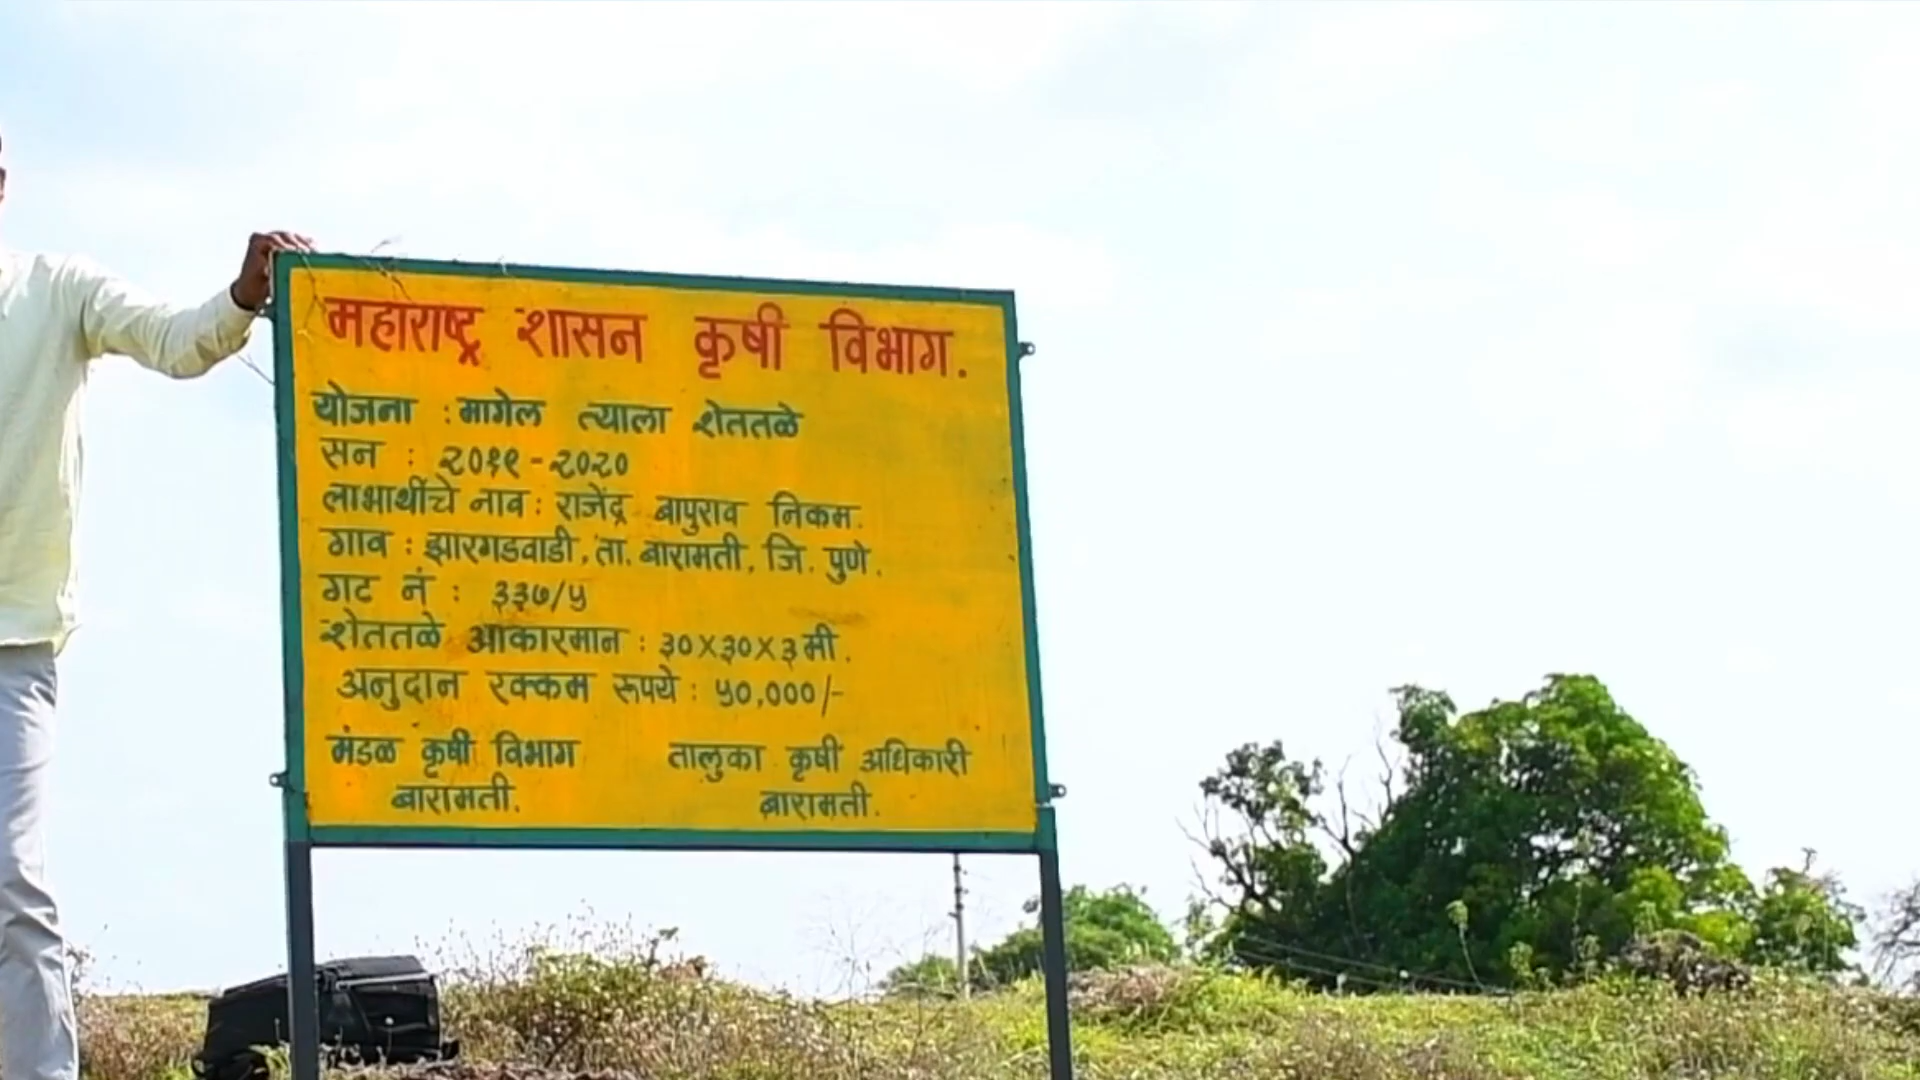 महाराष्ट्र शासन कृषी विभाग.
योजना : मागेल त्याला शेततळे
सन : २०१९-२०२०
लाभार्थीचे नाव : राजेंद्र बापुराव निकम.
गाव : झारगडवाडी, ता. बारामती, जि. पुणे.
गट नं : ३३७/५
शेततळे आकारमान : ३०X३०X३ मी.
अनुदान रक्कम रूपये : ५०,०००/-
मंडळ कृषी विभाग तालुका कृषी अधिकारी
बारामती. बारामती.